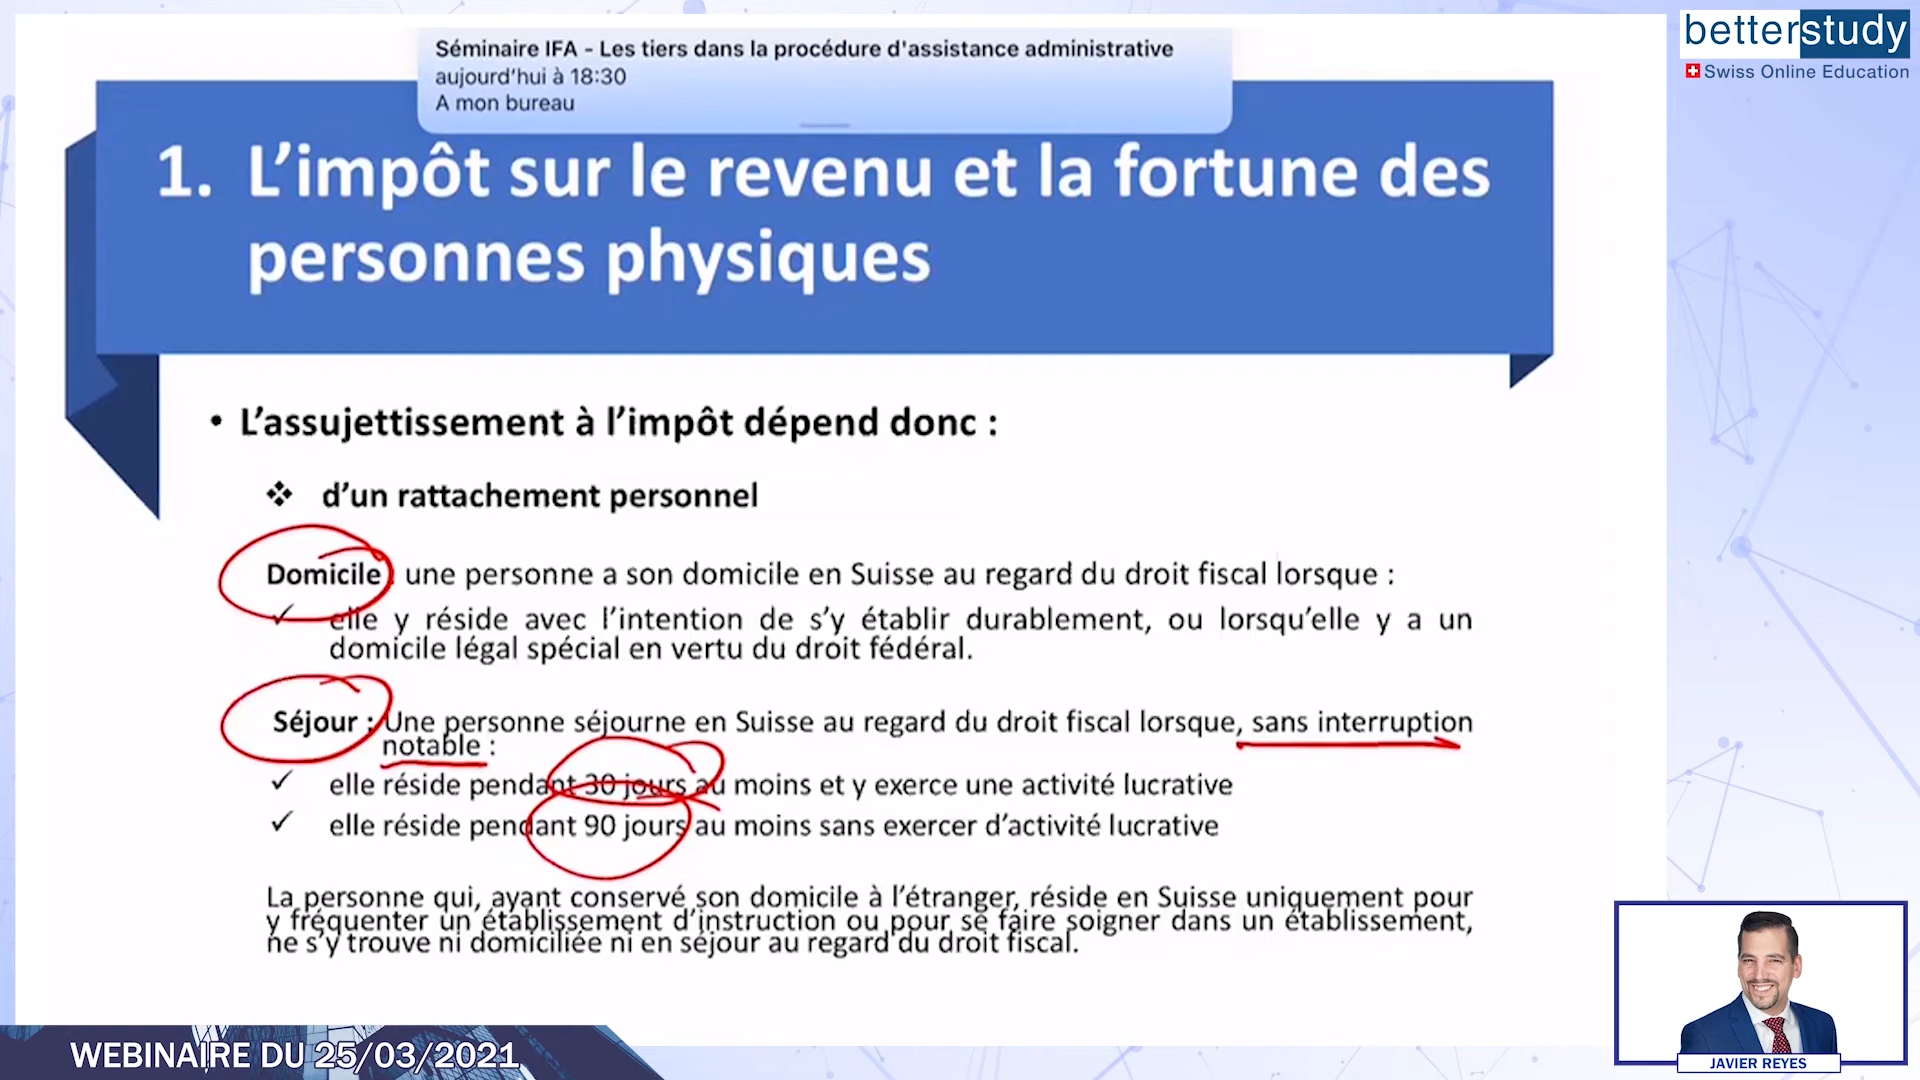 betterstudy
Swiss Online Education
Séminaire IFA - Les tiers dans la procédure d'assistance administrative
aujourd'hui à 18:30
A mon bureau
1. L’impôt sur le revenu et la fortune des
personnes physiques
• L’assujettissement à l’impôt dépend donc :
❖ d’un rattachement personnel
Domicile : une personne a son domicile en Suisse au regard du droit fiscal lorsque :
✓ elle y réside avec l’intention de s’y établir durablement, ou lorsqu’elle y a un
domicile légal spécial en vertu du droit fédéral.
Séjour : Une personne séjourne en Suisse au regard du droit fiscal lorsque, sans interruption
notable :
✓ elle réside pendant 30 jours au moins et y exerce une activité lucrative
✓ elle réside pendant 90 jours au moins sans exercer d’activité lucrative
La personne qui, ayant conservé son domicile à l’étranger, réside en Suisse uniquement pour
y fréquenter un établissement d’instruction ou pour se faire soigner dans un établissement,
ne s’y trouve ni domiciliée ni en séjour au regard du droit fiscal.
WEBINAIRE DU 25/03/2021
JAVIER REYES